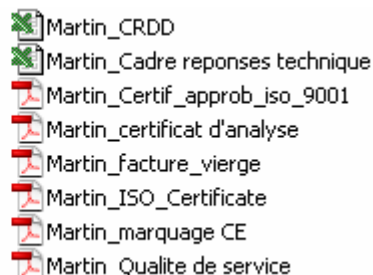 Martin_CRDD
Martin_Cadre reponses technique
Martin_Certif_approb_iso_9001
Martin_certificat d'analyse
Martin_facture_vierge
Martin_ISO_Certificate
Martin_marquage CE
Martin_Qualite de service